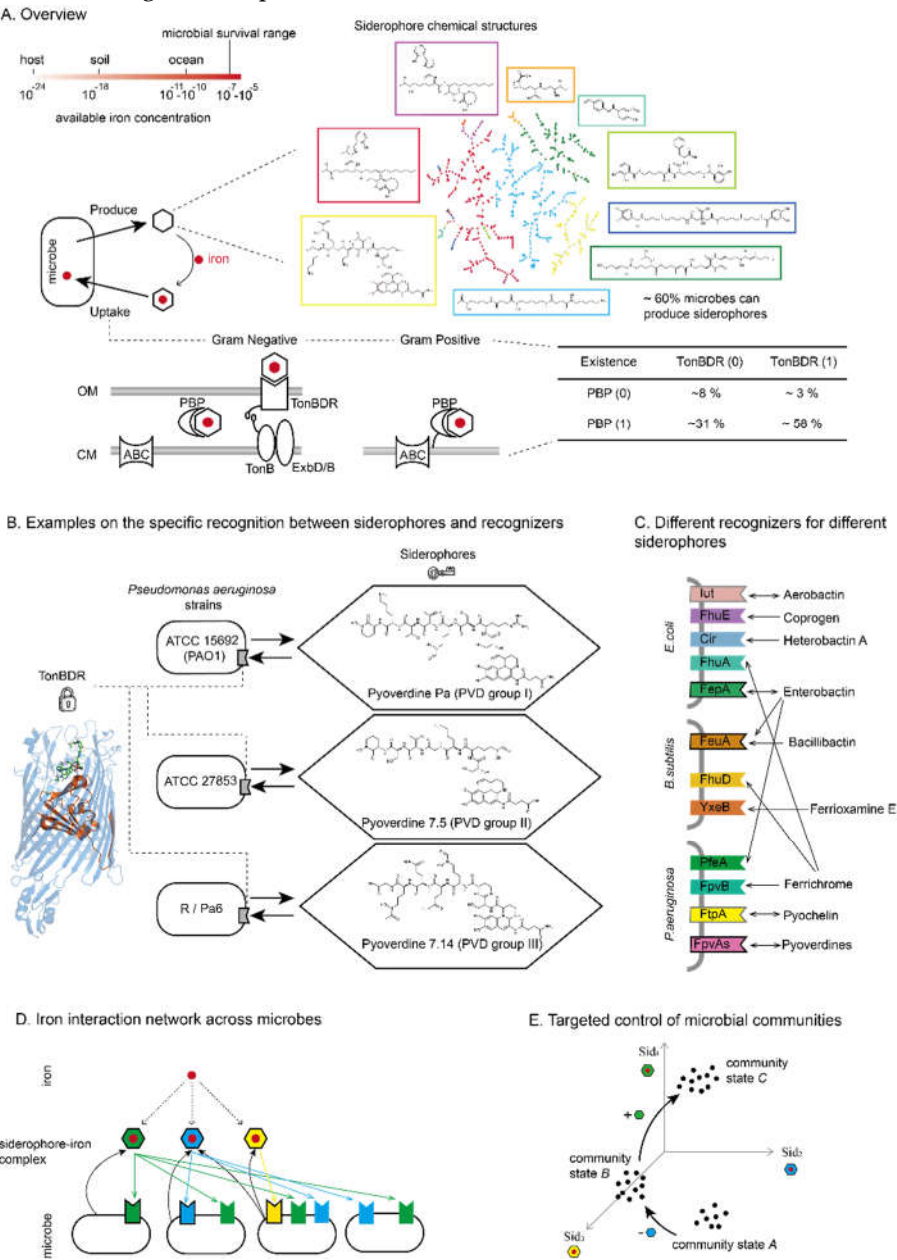 A. Overview
microbial survival range
host soil ocean
10-24 10-18 10-11-10-10 10-7-10-5
available iron concentration
Siderophore chemical structures
Produce
microbe
iron
Uptake
~ 60% microbes can
produce siderophores
Gram Negative
Gram Positive
OM
PBP
TonBDR
PBP
CM
ABC
TonB
ExbD/B
ABC
Existence TonBDR (0) TonBDR (1)
PBP (0) ~8 % ~ 3 %
PBP (1) ~31 % ~ 58 %
B. Examples on the specific recognition between siderophores and recognizers
Siderophores
Pseudomonas aeruginosa
strains
TonBDR
ATCC 15692
(PAO1)
Pyoverdine Pa (PVD group I)
ATCC 27853
Pyoverdine 7.5 (PVD group II)
R / Pa6
Pyoverdine 7.14 (PVD group III)
C. Different recognizers for different
siderophores
E.coli
Iut Aerobactin
FhuE Coprogen
Cir Heterobactin A
FhuA
FepA Enterobactin
B.subtilis
FeuA Bacillibactin
FhuD
YxeB Ferrioxamine E
P.aeruginosa
PfeA
FpvB Ferrichrome
FtpA Pyochelin
FpvAs Pyoverdines
D. Iron interaction network across microbes
iron
siderophore-iron
complex
microbe
E. Targeted control of microbial communities
community
state C
+
community
state B
-
community state A